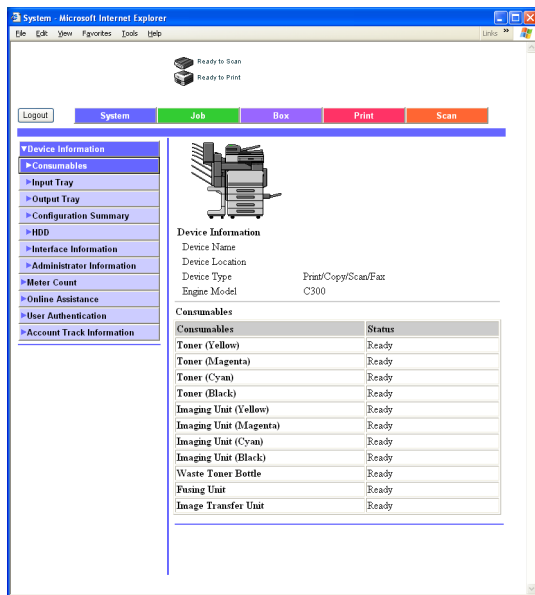 System - Microsoft Internet Explorer
File Edit View Favorites Tools Help
Links »
Ready to Scan
Ready to Print
Logout System Job Box Print Scan
Device Information
Consumables
Input Tray
Output Tray
Configuration Summary
HDD
Interface Information
Administrator Information
Meter Count
Online Assistance
User Authentication
Account Track Information
Device Information
Device Name
Device Location
Device Type Print/Copy/Scan/Fax
Engine Model C300
Consumables
Consumables Status
Toner (Yellow) Ready
Toner (Magenta) Ready
Toner (Cyan) Ready
Toner (Black) Ready
Imaging Unit (Yellow) Ready
Imaging Unit (Magenta) Ready
Imaging Unit (Cyan) Ready
Imaging Unit (Black) Ready
Waste Toner Bottle Ready
Fusing Unit Ready
Image Transfer Unit Ready